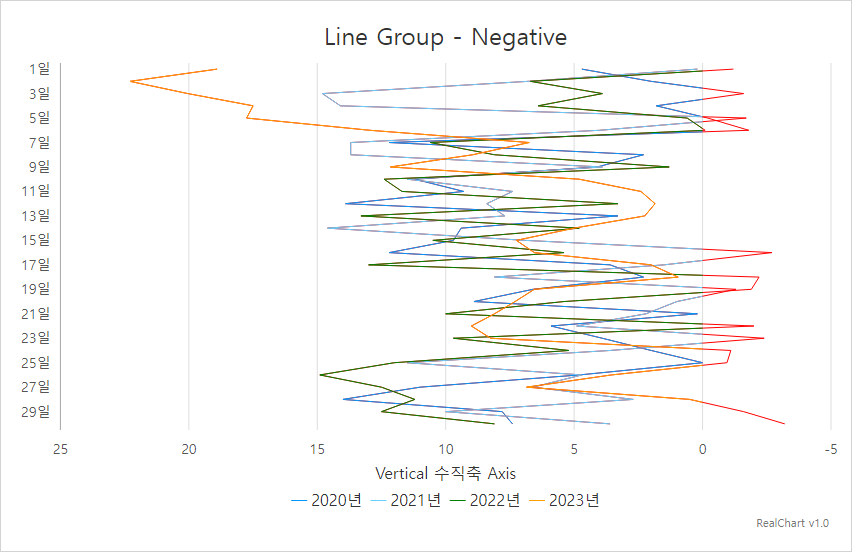 Line Group - Negative
1일
3일
5일
7일
9일
11일
13일
15일
17일
19일
21일
23일
25일
27일
29일
25 20 15 10 5 0 -5
Vertical 수직축 Axis
2020년 2021년 2022년 2023년
RealChart v1.0